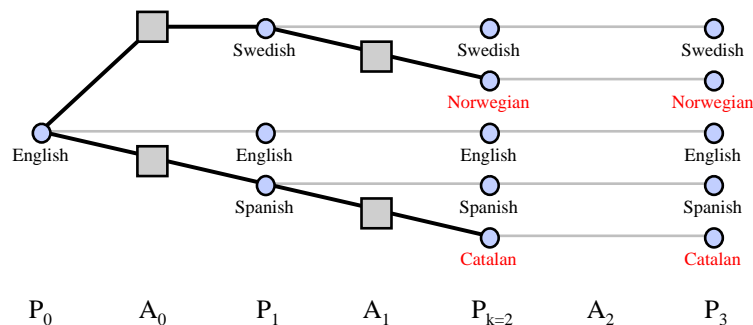 Swedish Swedish Swedish
Norwegian Norwegian
English English English English
Spanish Spanish Spanish
Catalan Catalan
P₀ A₀ P₁ A₁ Pₖ₌₂ A₂ P₃